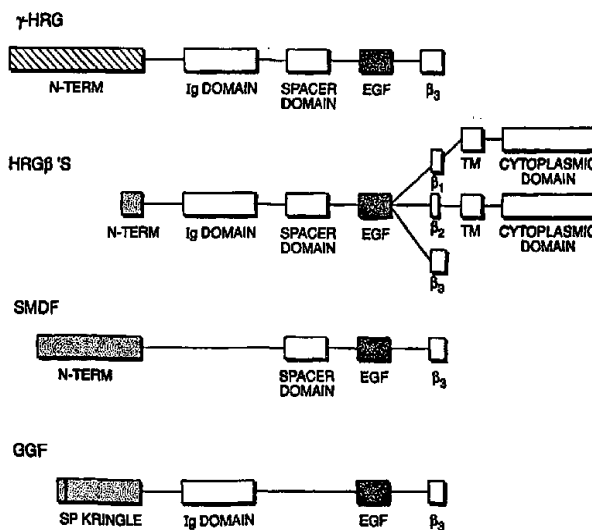 γ-HRG
N-TERM
Ig DOMAIN
SPACER
DOMAIN
EGF
β3
HRGβ'S
N-TERM
Ig DOMAIN
SPACER
DOMAIN
EGF
β1
TM
CYTOPLASMIC
DOMAIN
β2
TM
CYTOPLASMIC
DOMAIN
β3
SMDF
N-TERM
SPACER
DOMAIN
EGF
β3
GGF
SP KRINGLE
Ig DOMAIN
EGF
β3